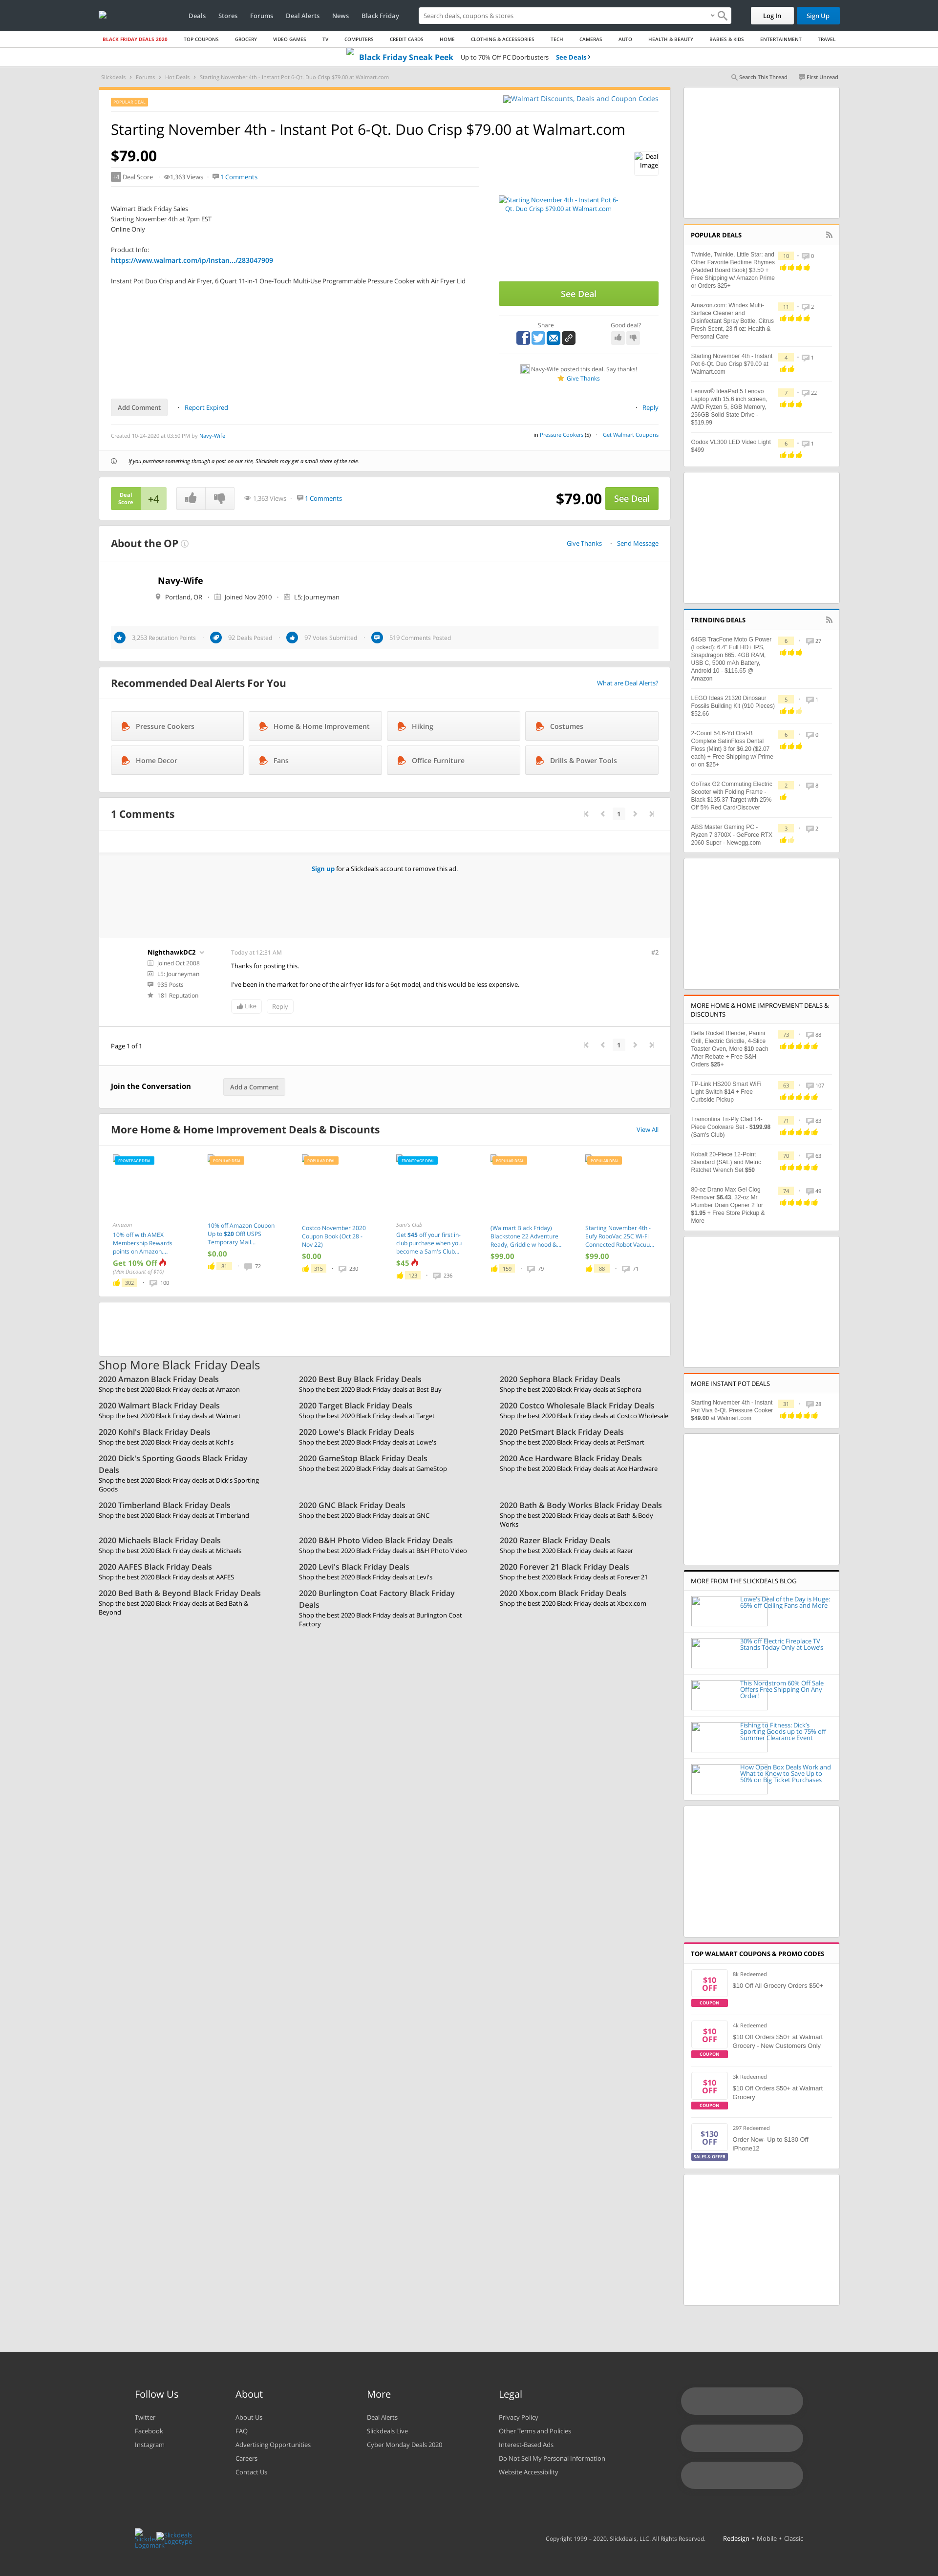 Deals Stores Forums Deal Alerts News Black Friday Search deals, coupons & stores Log In Sign Up
BLACK FRIDAY DEALS 2020 TOP COUPONS GROCERY VIDEO GAMES TV COMPUTERS CREDIT CARDS HOME CLOTHING & ACCESSORIES TECH CAMERAS AUTO HEALTH & BEAUTY BABIES & KIDS ENTERTAINMENT TRAVEL
Black Friday Sneak Peek Up to 70% Off PC Doorbusters See Deals ›
Slickdeals > Forums > Hot Deals > Starting November 4th - Instant Pot 6-Qt. Duo Crisp $79.00 at Walmart.com
Search This Thread First Unread
POPULAR DEAL
Walmart Discounts, Deals and Coupon Codes
Starting November 4th - Instant Pot 6-Qt. Duo Crisp $79.00 at Walmart.com
$79.00
Deal Image
+4 Deal Score 1,363 Views 1 Comments
Walmart Black Friday Sales
Starting November 4th at 7pm EST
Online Only
Product Info:
https://www.walmart.com/ip/Instan.../283047909
Instant Pot Duo Crisp and Air Fryer, 6 Quart 11-in-1 One-Touch Multi-Use Programmable Pressure Cooker with Air Fryer Lid
Starting November 4th - Instant Pot 6-
Qt. Duo Crisp $79.00 at Walmart.com
See Deal
Share Good deal?
Navy-Wife posted this deal. Say thanks!
Give Thanks
Add Comment Report Expired Reply
Created 10-24-2020 at 03:50 PM by Navy-Wife
in Pressure Cookers (5) Get Walmart Coupons
If you purchase something through a post on our site, Slickdeals may get a small share of the sale.
Deal Score +4 1,363 Views 1 Comments $79.00 See Deal
About the OP Give Thanks Send Message
Navy-Wife
Portland, OR Joined Nov 2010 L5: Journeyman
3,253 Reputation Points 92 Deals Posted 97 Votes Submitted 519 Comments Posted
Recommended Deal Alerts For You What are Deal Alerts?
Pressure Cookers Home & Home Improvement Hiking Costumes
Home Decor Fans Office Furniture Drills & Power Tools
1 Comments 1
Sign up for a Slickdeals account to remove this ad.
NighthawkDC2 Today at 12:31 AM #2
Joined Oct 2008
L5: Journeyman
935 Posts
181 Reputation
Thanks for posting this.
I've been in the market for one of the air fryer lids for a 6qt model, and this would be less expensive.
Like Reply
Page 1 of 1 1
Join the Conversation Add a Comment
More Home & Home Improvement Deals & Discounts View All
FRONTPAGE DEAL
Amazon
10% off with AMEX
Membership Rewards
points on Amazon....
Get 10% Off
(Max Discount of $10)
302 100
POPULAR DEAL
10% off Amazon Coupon
Up to $20 Off! USPS
Temporary Mail...
$0.00
81 72
POPULAR DEAL
Costco November 2020
Coupon Book (Oct 28 -
Nov 22)
$0.00
315 230
FRONTPAGE DEAL
Sam's Club
Get $45 off your first in-
club purchase when you
become a Sam's Club...
$45
123 236
POPULAR DEAL
(Walmart Black Friday)
Blackstone 22 Adventure
Ready, Griddle w hood &...
$99.00
159 79
POPULAR DEAL
Starting November 4th -
Eufy RoboVac 25C Wi-Fi
Connected Robot Vacuu...
$99.00
88 71
Shop More Black Friday Deals
2020 Amazon Black Friday Deals
Shop the best 2020 Black Friday deals at Amazon
2020 Best Buy Black Friday Deals
Shop the best 2020 Black Friday deals at Best Buy
2020 Sephora Black Friday Deals
Shop the best 2020 Black Friday deals at Sephora
2020 Walmart Black Friday Deals
Shop the best 2020 Black Friday deals at Walmart
2020 Target Black Friday Deals
Shop the best 2020 Black Friday deals at Target
2020 Costco Wholesale Black Friday Deals
Shop the best 2020 Black Friday deals at Costco Wholesale
2020 Kohl's Black Friday Deals
Shop the best 2020 Black Friday deals at Kohl's
2020 Lowe's Black Friday Deals
Shop the best 2020 Black Friday deals at Lowe's
2020 PetSmart Black Friday Deals
Shop the best 2020 Black Friday deals at PetSmart
2020 Dick's Sporting Goods Black Friday
Deals
Shop the best 2020 Black Friday deals at Dick's Sporting
Goods
2020 GameStop Black Friday Deals
Shop the best 2020 Black Friday deals at GameStop
2020 Ace Hardware Black Friday Deals
Shop the best 2020 Black Friday deals at Ace Hardware
2020 Timberland Black Friday Deals
Shop the best 2020 Black Friday deals at Timberland
2020 GNC Black Friday Deals
Shop the best 2020 Black Friday deals at GNC
2020 Bath & Body Works Black Friday Deals
Shop the best 2020 Black Friday deals at Bath & Body
Works
2020 Michaels Black Friday Deals
Shop the best 2020 Black Friday deals at Michaels
2020 B&H Photo Video Black Friday Deals
Shop the best 2020 Black Friday deals at B&H Photo Video
2020 Razer Black Friday Deals
Shop the best 2020 Black Friday deals at Razer
2020 AAFES Black Friday Deals
Shop the best 2020 Black Friday deals at AAFES
2020 Levi's Black Friday Deals
Shop the best 2020 Black Friday deals at Levi's
2020 Forever 21 Black Friday Deals
Shop the best 2020 Black Friday deals at Forever 21
2020 Bed Bath & Beyond Black Friday Deals
Shop the best 2020 Black Friday deals at Bed Bath &
Beyond
2020 Burlington Coat Factory Black Friday
Deals
Shop the best 2020 Black Friday deals at Burlington Coat
Factory
2020 Xbox.com Black Friday Deals
Shop the best 2020 Black Friday deals at Xbox.com
POPULAR DEALS
Twinkle, Twinkle, Little Star: and
Other Favorite Bedtime Rhymes
(Padded Board Book) $3.50 +
Free Shipping w/ Amazon Prime
or Orders $25+
10 0
Amazon.com: Windex Multi-
Surface Cleaner and
Disinfectant Spray Bottle, Citrus
Fresh Scent, 23 fl oz: Health &
Personal Care
11 2
Starting November 4th - Instant
Pot 6-Qt. Duo Crisp $79.00 at
Walmart.com
4 1
Lenovo® IdeaPad 5 Lenovo
Laptop with 15.6 inch screen,
AMD Ryzen 5, 8GB Memory,
256GB Solid State Drive -
$519.99
7 22
Godox VL300 LED Video Light
$499
6 1
TRENDING DEALS
64GB TracFone Moto G Power
(Locked): 6.4" Full HD+ IPS,
Snapdragon 665, 4GB RAM,
USB C, 5000 mAh Battery,
Android 10 - $116.65 @
Amazon
6 27
LEGO Ideas 21320 Dinosaur
Fossils Building Kit (910 Pieces)
$52.66
5 1
2-Count 54.6-Yd Oral-B
Complete SatinFloss Dental
Floss (Mint) 3 for $6.20 ($2.07
each) + Free Shipping w/ Prime
or on $25+
6 0
GoTrax G2 Commuting Electric
Scooter with Folding Frame -
Black $135.37 Target with 25%
Off 5% Red Card/Discover
2 8
ABS Master Gaming PC -
Ryzen 7 3700X - GeForce RTX
2060 Super - Newegg.com
3 2
MORE HOME & HOME IMPROVEMENT DEALS &
DISCOUNTS
Bella Rocket Blender, Panini
Grill, Electric Griddle, 4-Slice
Toaster Oven, More $10 each
After Rebate + Free S&H
Orders $25+
73 88
TP-Link HS200 Smart WiFi
Light Switch $14 + Free
Curbside Pickup
63 107
Tramontina Tri-Ply Clad 14-
Piece Cookware Set - $199.98
(Sam's Club)
71 83
Kobalt 20-Piece 12-Point
Standard (SAE) and Metric
Ratchet Wrench Set $50
70 63
80-oz Drano Max Gel Clog
Remover $6.43, 32-oz Mr
Plumber Drain Opener 2 for
$1.95 + Free Store Pickup &
More
74 49
MORE INSTANT POT DEALS
Starting November 4th - Instant
Pot Viva 6-Qt. Pressure Cooker
$49.00 at Walmart.com
31 28
MORE FROM THE SLICKDEALS BLOG
Lowe's Deal of the Day is Huge:
65% off Ceiling Fans and More
30% off Electric Fireplace TV
Stands Today Only at Lowe's
This Nordstrom 60% Off Sale
Offers Free Shipping On Any
Order!
Fishing to Fitness: Dick's
Sporting Goods up to 75% off
Summer Clearance Event
How Open Box Deals Work and
What to Know to Save Up to
50% on Big Ticket Purchases
TOP WALMART COUPONS & PROMO CODES
$10 OFF COUPON
8k Redeemed
$10 Off All Grocery Orders $50+
$10 OFF COUPON
4k Redeemed
$10 Off Orders $50+ at Walmart
Grocery - New Customers Only
$10 OFF COUPON
3k Redeemed
$10 Off Orders $50+ at Walmart
Grocery
$130 OFF SALES & OFFER
297 Redeemed
Order Now- Up to $130 Off
iPhone12
Follow Us
Twitter
Facebook
Instagram
About
About Us
FAQ
Advertising Opportunities
Careers
Contact Us
More
Deal Alerts
Slickdeals Live
Cyber Monday Deals 2020
Legal
Privacy Policy
Other Terms and Policies
Interest-Based Ads
Do Not Sell My Personal Information
Website Accessibility
Slickdeals Logomark Slickdeals Logotype
Copyright 1999 – 2020. Slickdeals, LLC. All Rights Reserved. Redesign • Mobile • Classic